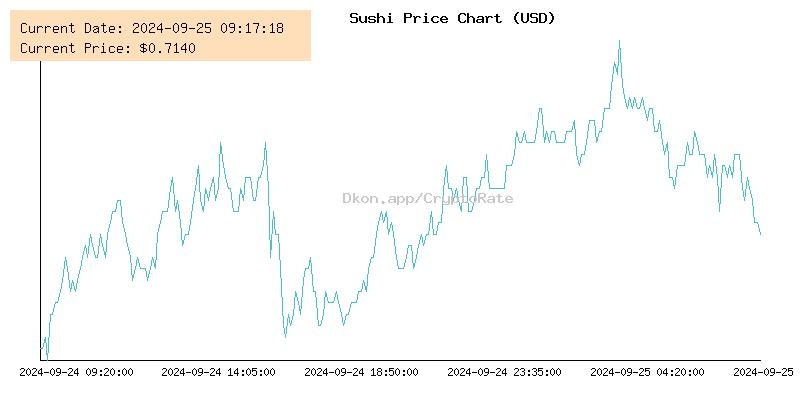 Sushi Price Chart (USD)
Current Date: 2024-09-25 09:17:18
Current Price: $0.7140
Dkon.app/CryptoRate
2024-09-24 09:20:00
2024-09-24 14:05:00
2024-09-24 18:50:00
2024-09-24 23:35:00
2024-09-25 04:20:00
2024-09-25